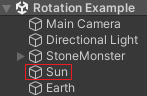 Rotation Example
Main Camera
Directional Light
StoneMonster
Sun
Earth